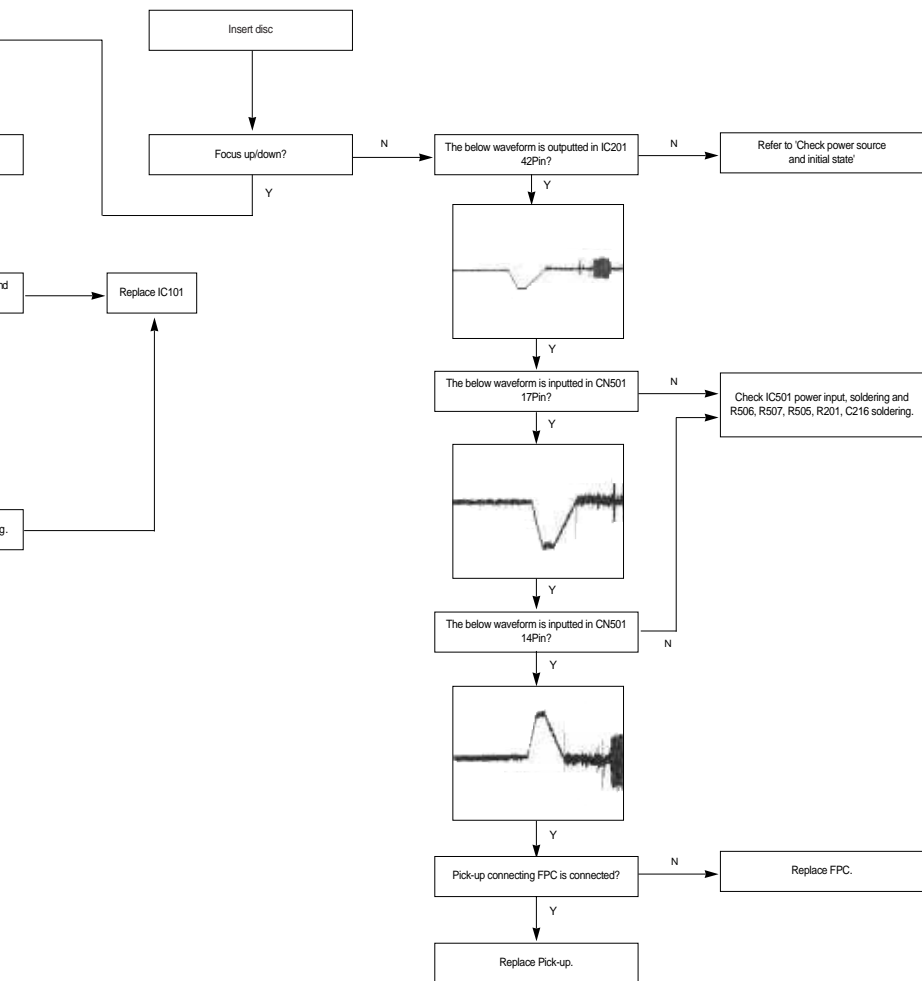 Insert disc
Focus up/down?
N
The below waveform is outputted in IC201
42Pin?
N
Refer to 'Check power source
and initial state'
Y
Y
nd
Replace IC101
Y
The below waveform is inputted in CN501
17Pin?
N
Check IC501 power input, soldering and
R506, R507, R505, R201, C216 soldering.
Y
g.
Y
The below waveform is inputted in CN501
14Pin?
N
Y
Y
Pick-up connecting FPC is connected?
N
Replace FPC.
Y
Replace Pick-up.